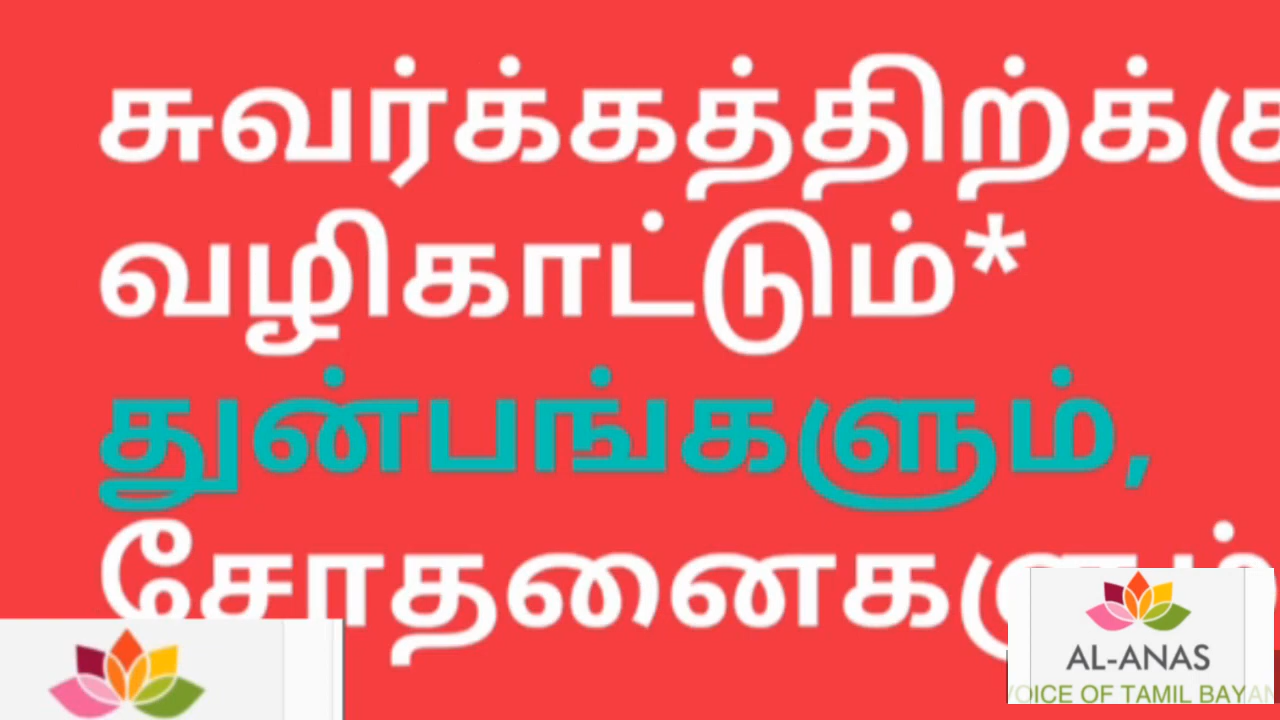 சுவர்க்கத்திற்க்கு
வழிகாட்டும்*
துன்பங்களும்,
சோதனைகளும்
AL-ANAS
VOICE OF TAMIL BAYAN